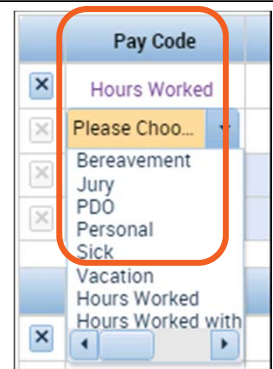 Pay Code
Hours Worked
Please Choo...
Bereavement
Jury
PDO
Personal
Sick
Vacation
Hours Worked
Hours Worked with